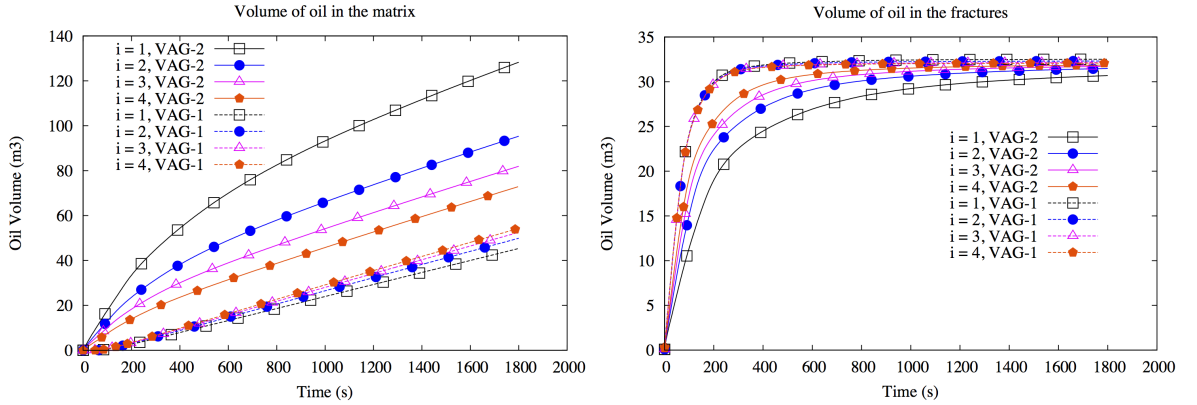 Volume of oil in the matrix
Oil Volume (m3)
140
120
100
80
60
40
20
0
i = 1, VAG-2
i = 2, VAG-2
i = 3, VAG-2
i = 4, VAG-2
i = 1, VAG-1
i = 2, VAG-1
i = 3, VAG-1
i = 4, VAG-1
0 200 400 600 800 1000 1200 1400 1600 1800 2000
Time (s)
Volume of oil in the fractures
Oil Volume (m3)
35
30
25
20
15
10
5
0
i = 1, VAG-2
i = 2, VAG-2
i = 3, VAG-2
i = 4, VAG-2
i = 1, VAG-1
i = 2, VAG-1
i = 3, VAG-1
i = 4, VAG-1
0 200 400 600 800 1000 1200 1400 1600 1800 2000
Time (s)